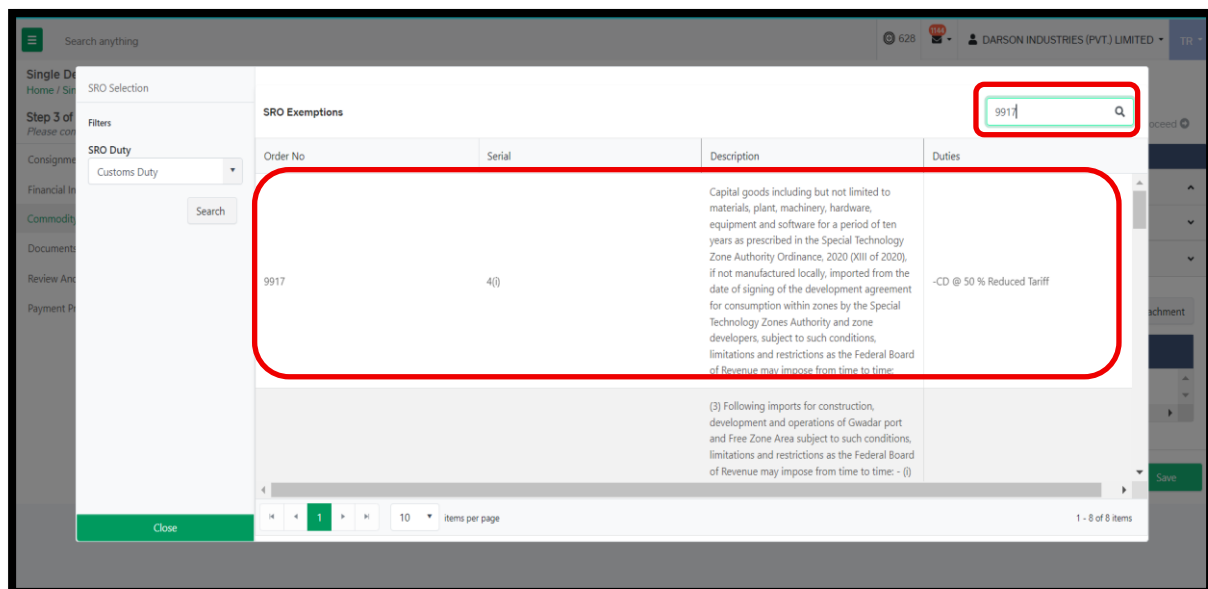 Search anything
628
1144
DARSON INDUSTRIES (PVT.) LIMITED
TR
Single De
Home / Sin
Step 3 of
Please con
oceed
Consignme
Financial In
Commodity
Documents
Review And
Payment Pr
achment
Save
SRO Selection
Filters
SRO Duty
Customs Duty
Search
Close
SRO Exemptions
9917
Order No
Serial
Description
Duties
9917
4(i)
Capital goods including but not limited to
materials, plant, machinery, hardware,
equipment and software for a period of ten
years as prescribed in the Special Technology
Zone Authority Ordinance, 2020 (XIII of 2020),
if not manufactured locally, imported from the
date of signing of the development agreement
for consumption within zones by the Special
Technology Zones Authority and zone
developers, subject to such conditions,
limitations and restrictions as the Federal Board
of Revenue may impose from time to time:
-CD @ 50 % Reduced Tariff
(3) Following imports for construction,
development and operations of Gwadar port
and Free Zone Area subject to such conditions,
limitations and restrictions as the Federal Board
of Revenue may impose from time to time: - (i)
1
10
items per page
1 - 8 of 8 items